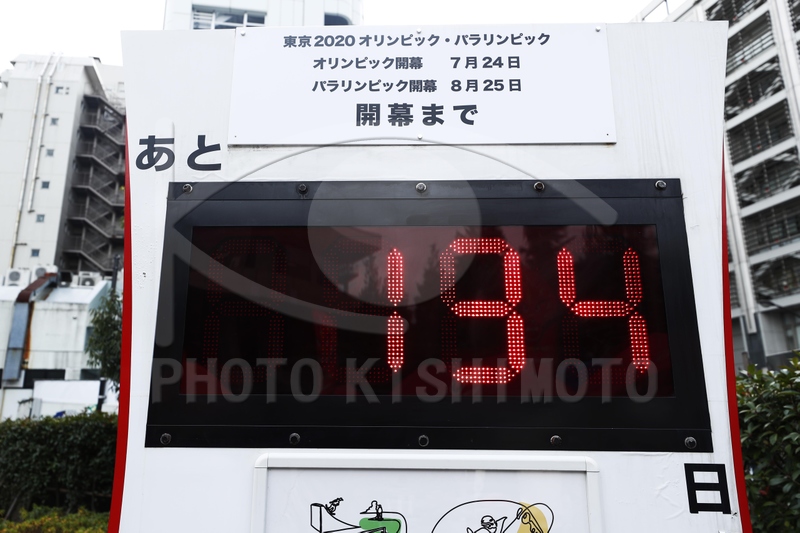 東京2020オリンピック・パラリンピック
オリンピック開幕 7月24日
パラリンピック開幕 8月25日
開幕まで
あと
194
日
PHOTO KISHIMOTO